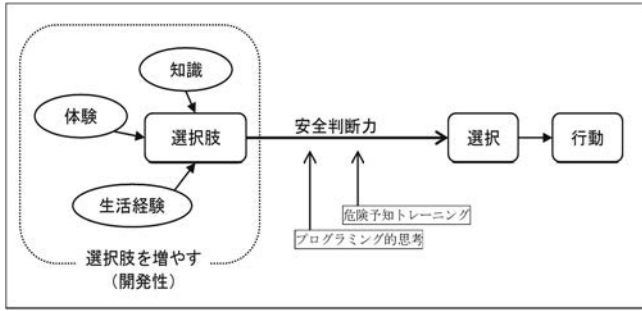 知識
体験
選択肢
生活経験
選択肢を増やす
（開発性）
安全判断力
危険予知トレーニング
プログラミング的思考
選択
行動